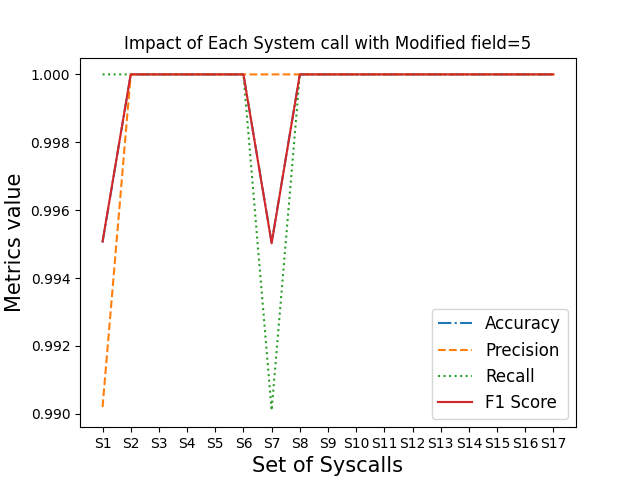 Impact of Each System call with Modified field=5
Metrics value
1.000
0.998
0.996
0.994
0.992
0.990
Accuracy
Precision
Recall
F1 Score
S1 S2 S3 S4 S5 S6 S7 S8 S9 S10 S11 S12 S13 S14 S15 S16 S17
Set of Syscalls